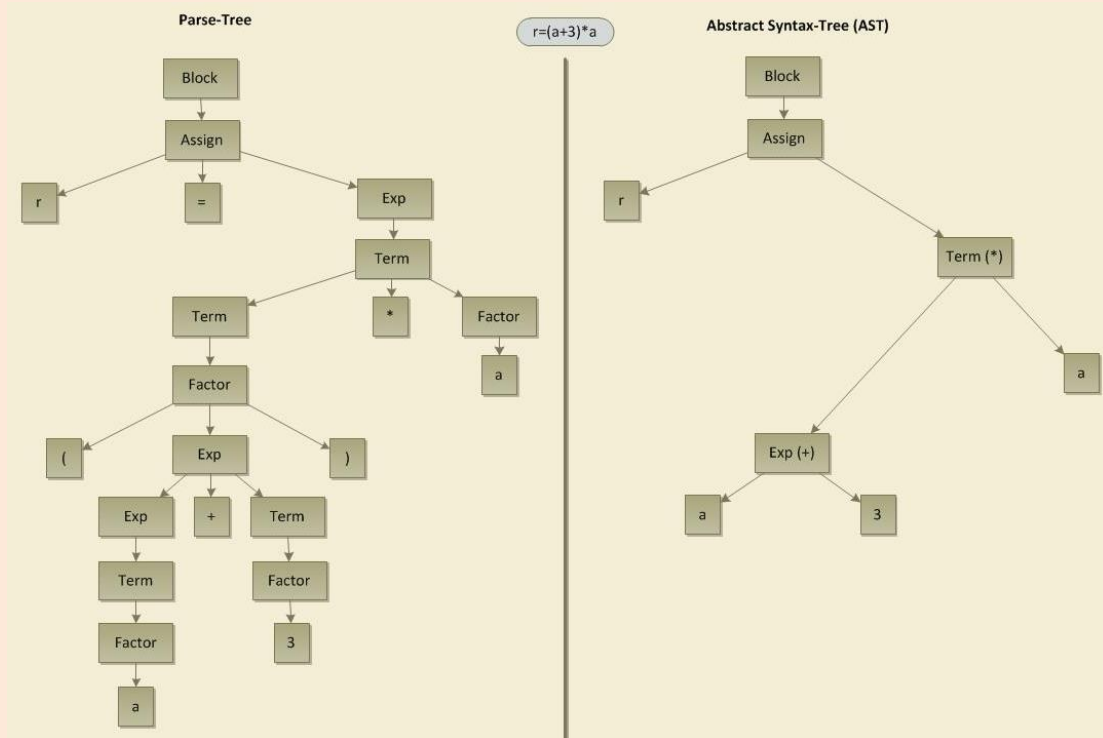 Parse-Tree
r=(a+3)*a
Abstract Syntax-Tree (AST)
Block
Assign
r
=
Exp
Term
Term
*
Factor
a
Factor
(
Exp
)
Exp
+
Term
Term
Factor
Factor
3
a
Block
Assign
r
Term (*)
a
Exp (+)
a
3